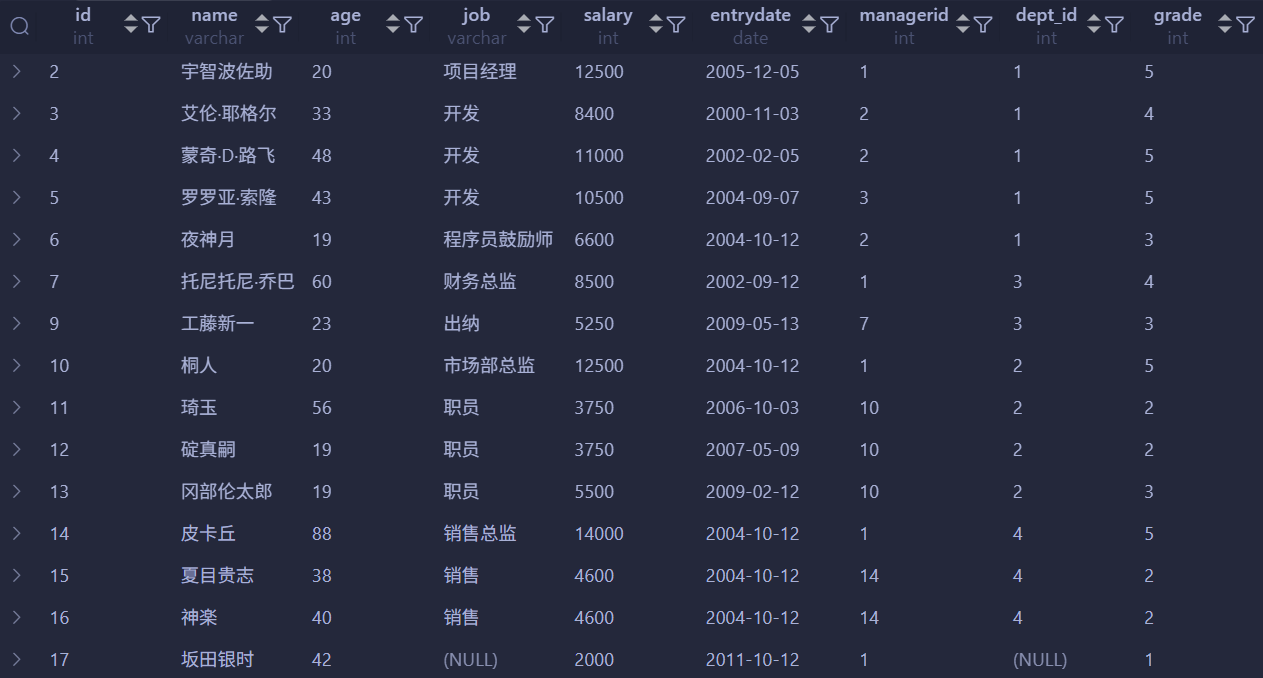 id name age job salary entrydate managerid dept_id grade
int varchar int varchar int date int int int
2 宇智波佐助 20 项目经理 12500 2005-12-05 1 1 5
3 艾伦·耶格尔 33 开发 8400 2000-11-03 2 1 4
4 蒙奇·D·路飞 48 开发 11000 2002-02-05 2 1 5
5 罗罗亚·索隆 43 开发 10500 2004-09-07 3 1 5
6 夜神月 19 程序员鼓励师 6600 2004-10-12 2 1 3
7 托尼托尼·乔巴 60 财务总监 8500 2002-09-12 1 3 4
9 工藤新一 23 出纳 5250 2009-05-13 7 3 3
10 桐人 20 市场部总监 12500 2004-10-12 1 2 5
11 琦玉 56 职员 3750 2006-10-03 10 2 2
12 碇真嗣 19 职员 3750 2007-05-09 10 2 2
13 冈部伦太郎 19 职员 5500 2009-02-12 10 2 3
14 皮卡丘 88 销售总监 14000 2004-10-12 1 4 5
15 夏目贵志 38 销售 4600 2004-10-12 14 4 2
16 神楽 40 销售 4600 2004-10-12 14 4 2
17 坂田银时 42 (NULL) 2000 2011-10-12 1 (NULL) 1